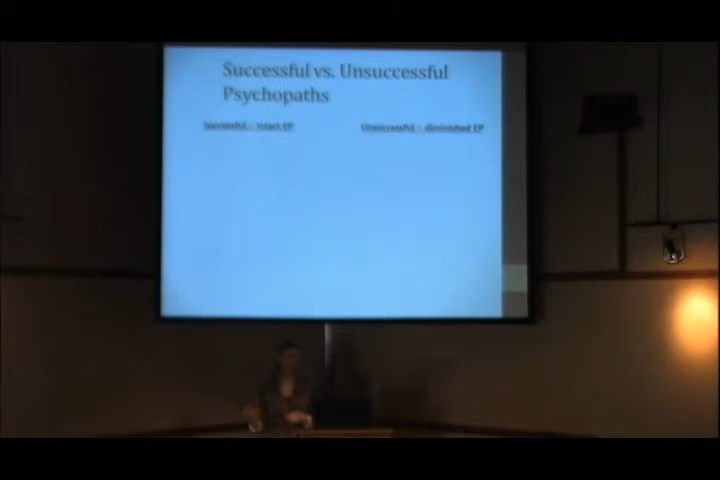 Successful vs. Unsuccessful
Psychopaths
Successful – Intact EF
Unsuccessful – diminished EF